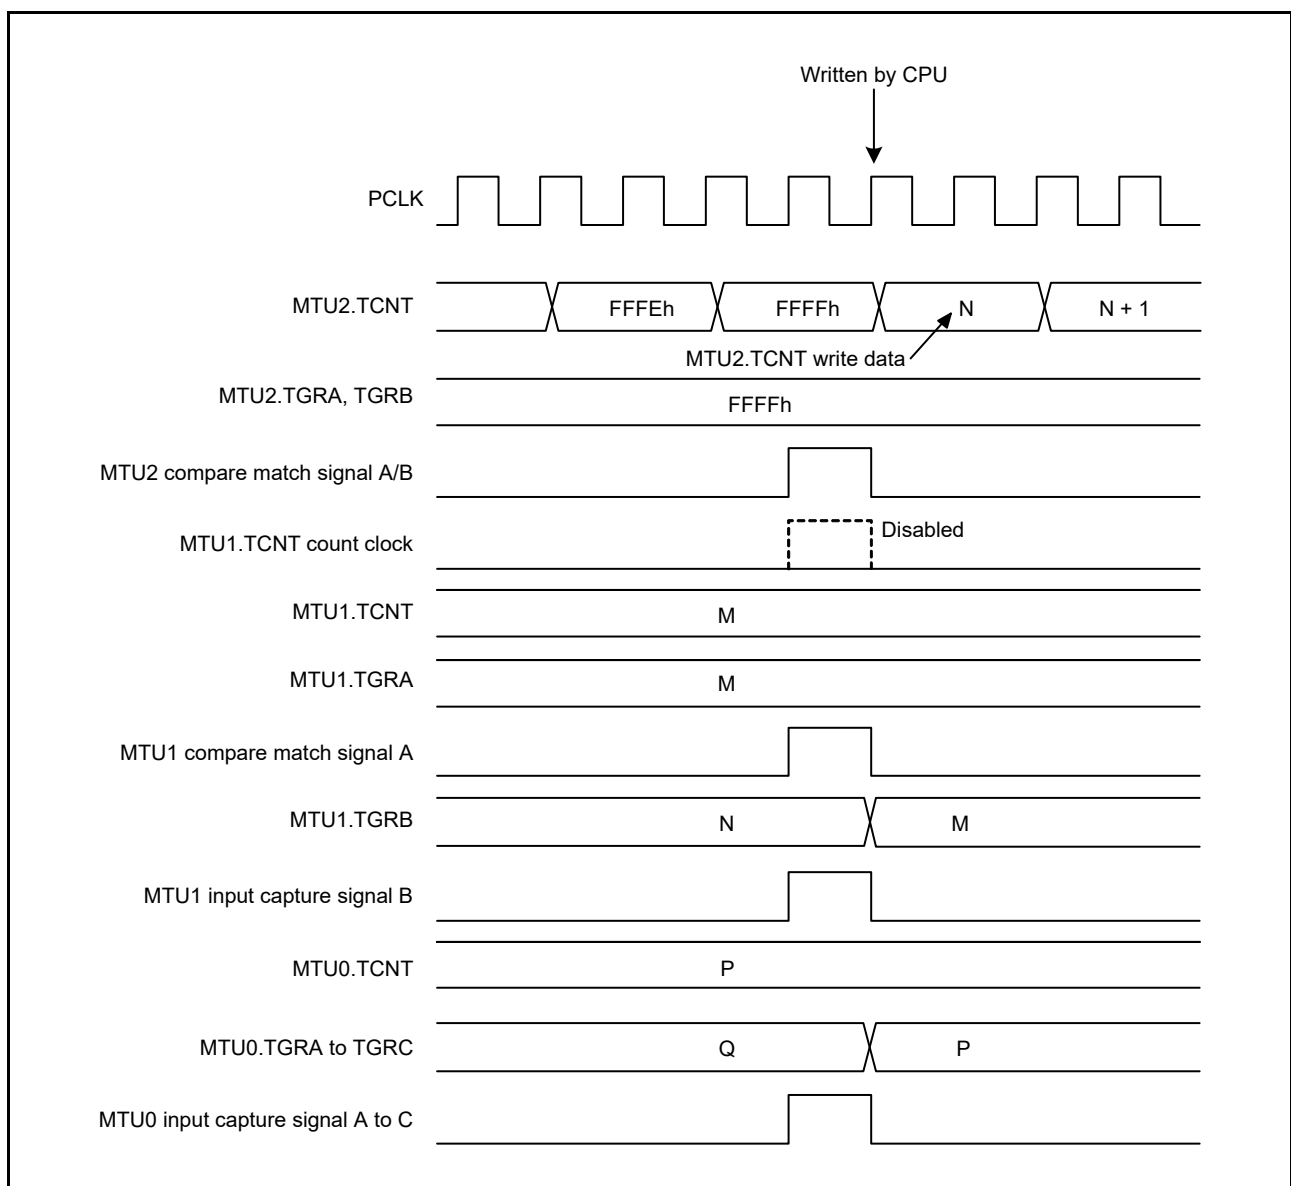 Written by CPU
PCLK
MTU2.TCNT FFFEh FFFFh N N + 1
MTU2.TCNT write data
MTU2.TGRA, TGRB FFFFh
MTU2 compare match signal A/B
MTU1.TCNT count clock Disabled
MTU1.TCNT M
MTU1.TGRA M
MTU1 compare match signal A
MTU1.TGRB N M
MTU1 input capture signal B
MTU0.TCNT P
MTU0.TGRA to TGRC Q P
MTU0 input capture signal A to C